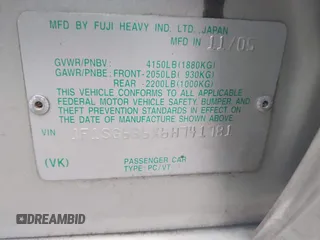 MFD BY FUJI HEAVY IND. LTD., JAPAN
MFD IN 11/05
GVWR/PNBV: 4150LB(1880KG)
GAWR/PNBE FRONT-2050LB( 930KG)
REAR -2200LB(1000KG)
THIS VEHICLE CONFORMS TO ALL APPLICABLE
FEDERAL MOTOR VEHICLE SAFETY, BUMPER, AND
THEFT PREVENTION STANDARDS IN EFFECT ON
THE DATE OF MANUFACTURE SHOWN ABOVE
VIN
(VK)
PASSENGER CAR
TYPE: PC/VT
DREAMBID